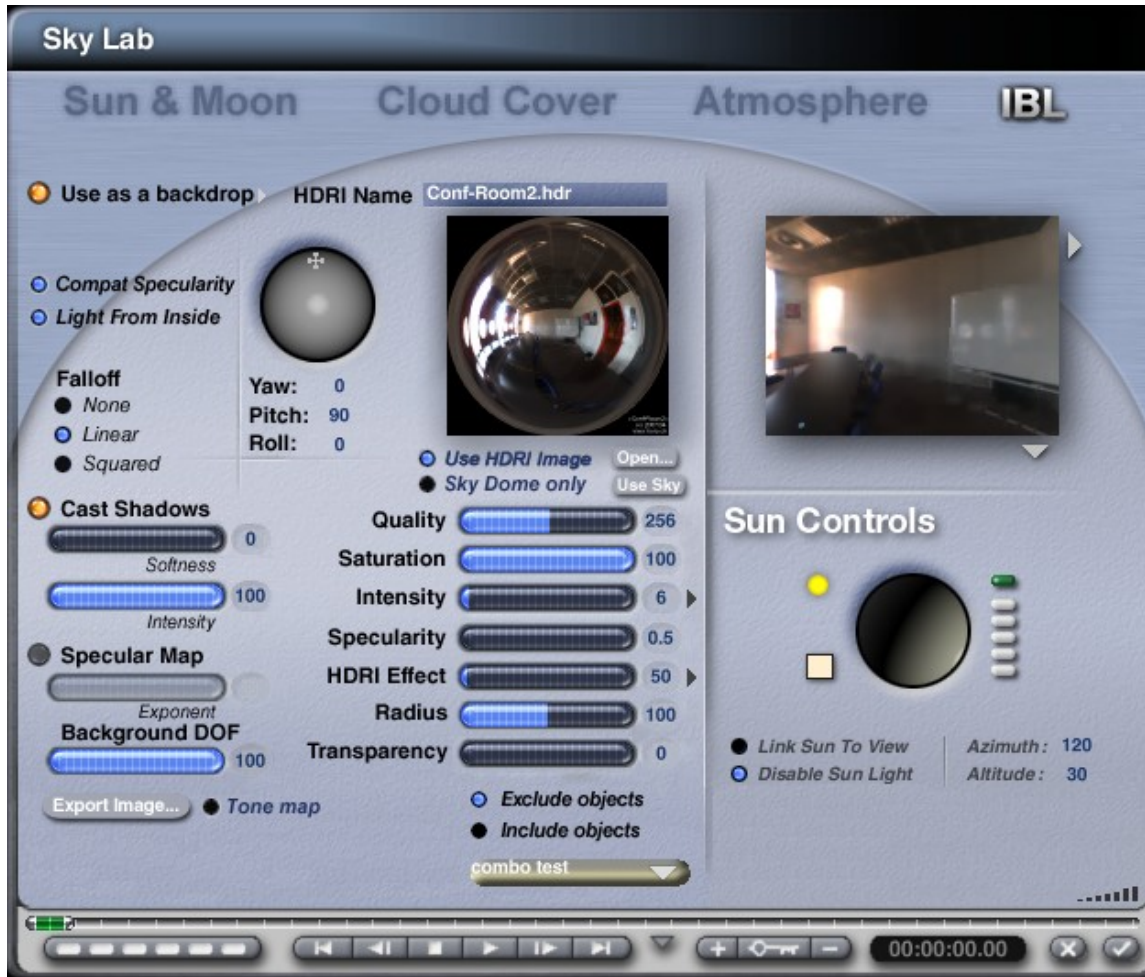 Sky Lab
Sun & Moon
Cloud Cover
Atmosphere
IBL
Use as a backdrop
HDRI Name
Conf-Room2.hdr
Compat Specularity
Light From Inside
Falloff
None
Linear
Squared
Yaw: 0
Pitch: 90
Roll: 0
Use HDRI Image
Open...
Sky Dome only
Use Sky
Cast Shadows
0
Softness
100
Intensity
Specular Map
Exponent
Background DOF
100
Export Image...
Tone map
Quality 256
Saturation 100
Intensity 6
Specularity 0.5
HDRI Effect 50
Radius 100
Transparency 0
Exclude objects
Include objects
combo test
Sun Controls
Link Sun To View
Disable Sun Light
Azimuth: 120
Altitude: 30
00:00:00.00